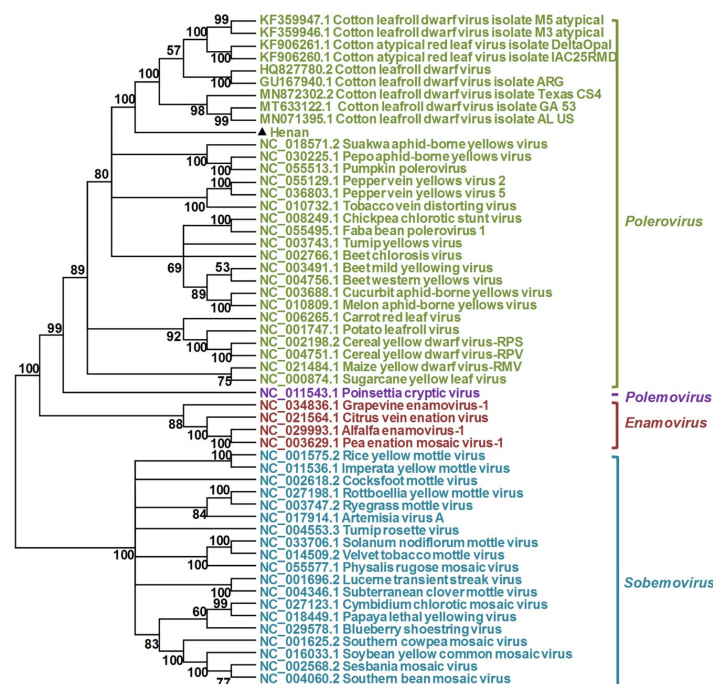 KF359947.1 Cotton leafroll dwarf virus isolate M5 atypical
KF359946.1 Cotton leafroll dwarf virus isolate M3 atypical
KF906261.1 Cotton atypical red leaf virus isolate DeltaOpal
KF906260.1 Cotton atypical red leaf virus isolate IAC25RMD
HQ827780.2 Cotton leafroll dwarf virus
GU167940.1 Cotton leafroll dwarf virus isolate ARG
MN872302.2 Cotton leafroll dwarf virus isolate Texas CS4
MT633122.1 Cotton leafroll dwarf virus isolate GA 53
MN071395.1 Cotton leafroll dwarf virus isolate AL US
▲ Henan
NC_018571.2 Suakwa aphid-borne yellows virus
NC_030225.1 Pepo aphid-borne yellows virus
NC_055513.1 Pumpkin polerovirus
NC_055129.1 Pepper vein yellows virus 2
NC_036803.1 Pepper vein yellows virus 5
NC_010732.1 Tobacco vein distorting virus
NC_008249.1 Chickpea chlorotic stunt virus
NC_055495.1 Faba bean polerovirus 1
NC_003743.1 Turnip yellows virus
NC_002766.1 Beet chlorosis virus
NC_003491.1 Beet mild yellowing virus
NC_004756.1 Beet western yellows virus
NC_003688.1 Cucurbit aphid-borne yellows virus
NC_010809.1 Melon aphid-borne yellows virus
NC_006265.1 Carrot red leaf virus
NC_001747.1 Potato leafroll virus
NC_002198.2 Cereal yellow dwarf virus-RPS
NC_004751.1 Cereal yellow dwarf virus-RPV
NC_021484.1 Maize yellow dwarf virus-RMV
NC_000874.1 Sugarcane yellow leaf virus
NC_011543.1 Poinsettia cryptic virus
NC_034836.1 Grapevine enamovirus-1
NC_021564.1 Citrus vein enation virus
NC_029993.1 Alfalfa enamovirus-1
NC_003629.1 Pea enation mosaic virus-1
NC_001575.2 Rice yellow mottle virus
NC_011536.1 Imperata yellow mottle virus
NC_002618.2 Cocksfoot mottle virus
NC_027198.1 Rottboellia yellow mottle virus
NC_003747.2 Ryegrass mottle virus
NC_017914.1 Artemisia virus A
NC_004553.3 Turnip rosette virus
NC_033706.1 Solanum nodiflorum mottle virus
NC_014509.2 Velvet tobacco mottle virus
NC_055577.1 Physalis rugose mosaic virus
NC_001696.2 Lucerne transient streak virus
NC_004346.1 Subterranean clover mottle virus
NC_027123.1 Cymbidium chlorotic mosaic virus
NC_018449.1 Papaya lethal yellowing virus
NC_029578.1 Blueberry shoestring virus
NC_001625.2 Southern cowpea mosaic virus
NC_016033.1 Soybean yellow common mosaic virus
NC_002568.2 Sesbania mosaic virus
NC_004060.2 Southern bean mosaic virus
Polerovirus
Polemovirus
Enamovirus
Sobemovirus
99
100
57
100
100
100
98
99
100
80
100
100
100
100
100
69
53
89
100
89
92
100
100
75
99
100
88
100
100
100
100
84
100
100
100
100
99
60
83
100
100
77